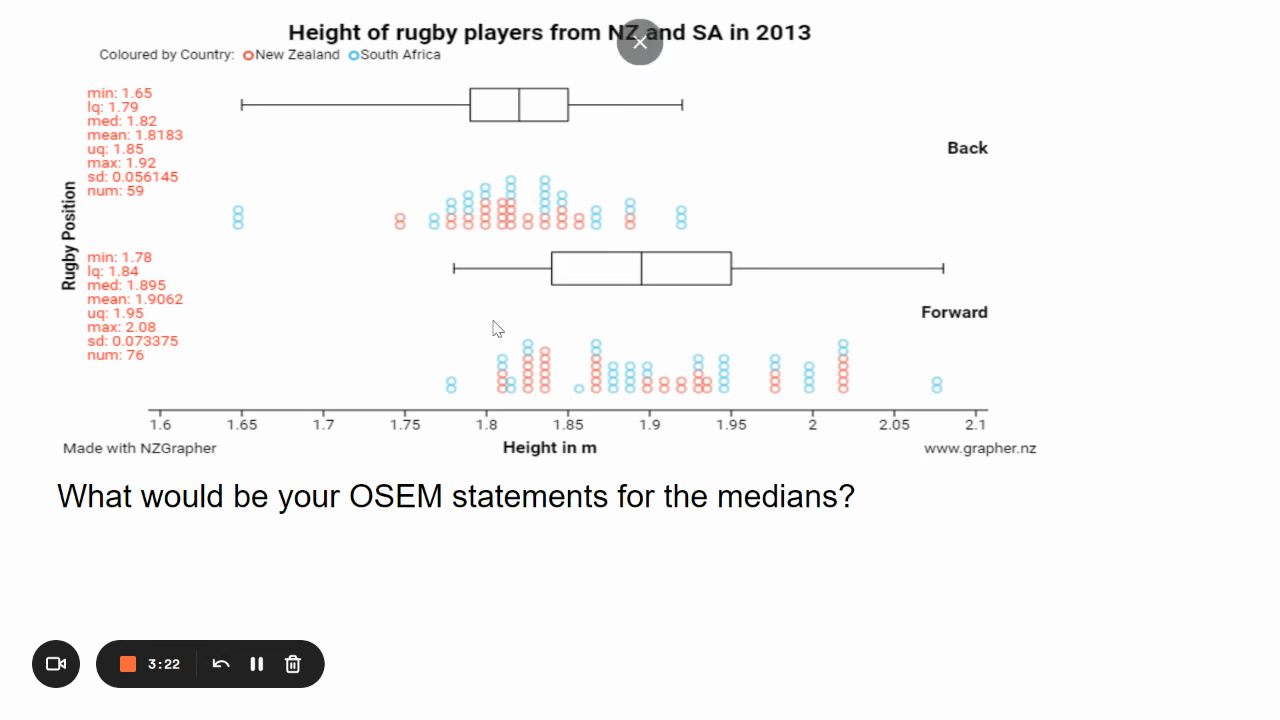 Height of rugby players from NZ and SA in 2013
Coloured by Country: New Zealand South Africa
min: 1.65
lq: 1.79
med: 1.82
mean: 1.8183
uq: 1.85
max: 1.92
sd: 0.056145
num: 59
Back
Rugby Position
min: 1.78
lq: 1.84
med: 1.895
mean: 1.9062
uq: 1.95
max: 2.08
sd: 0.073375
num: 76
Forward
1.6 1.65 1.7 1.75 1.8 1.85 1.9 1.95 2 2.05 2.1
Made with NZGrapher Height in m www.grapher.nz
What would be your OSEM statements for the medians?
3:22